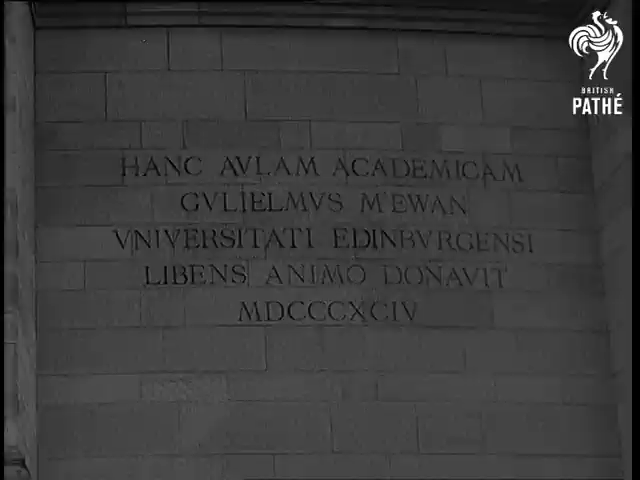 BRITISH
PATHÉ
HANC AVLAM ACADEMICAM
GVLIELMVS M'EWAN
VNIVERSITATI EDINBVRGENSI
LIBENS ANIMO DONAVIT
MDCCCXCIV